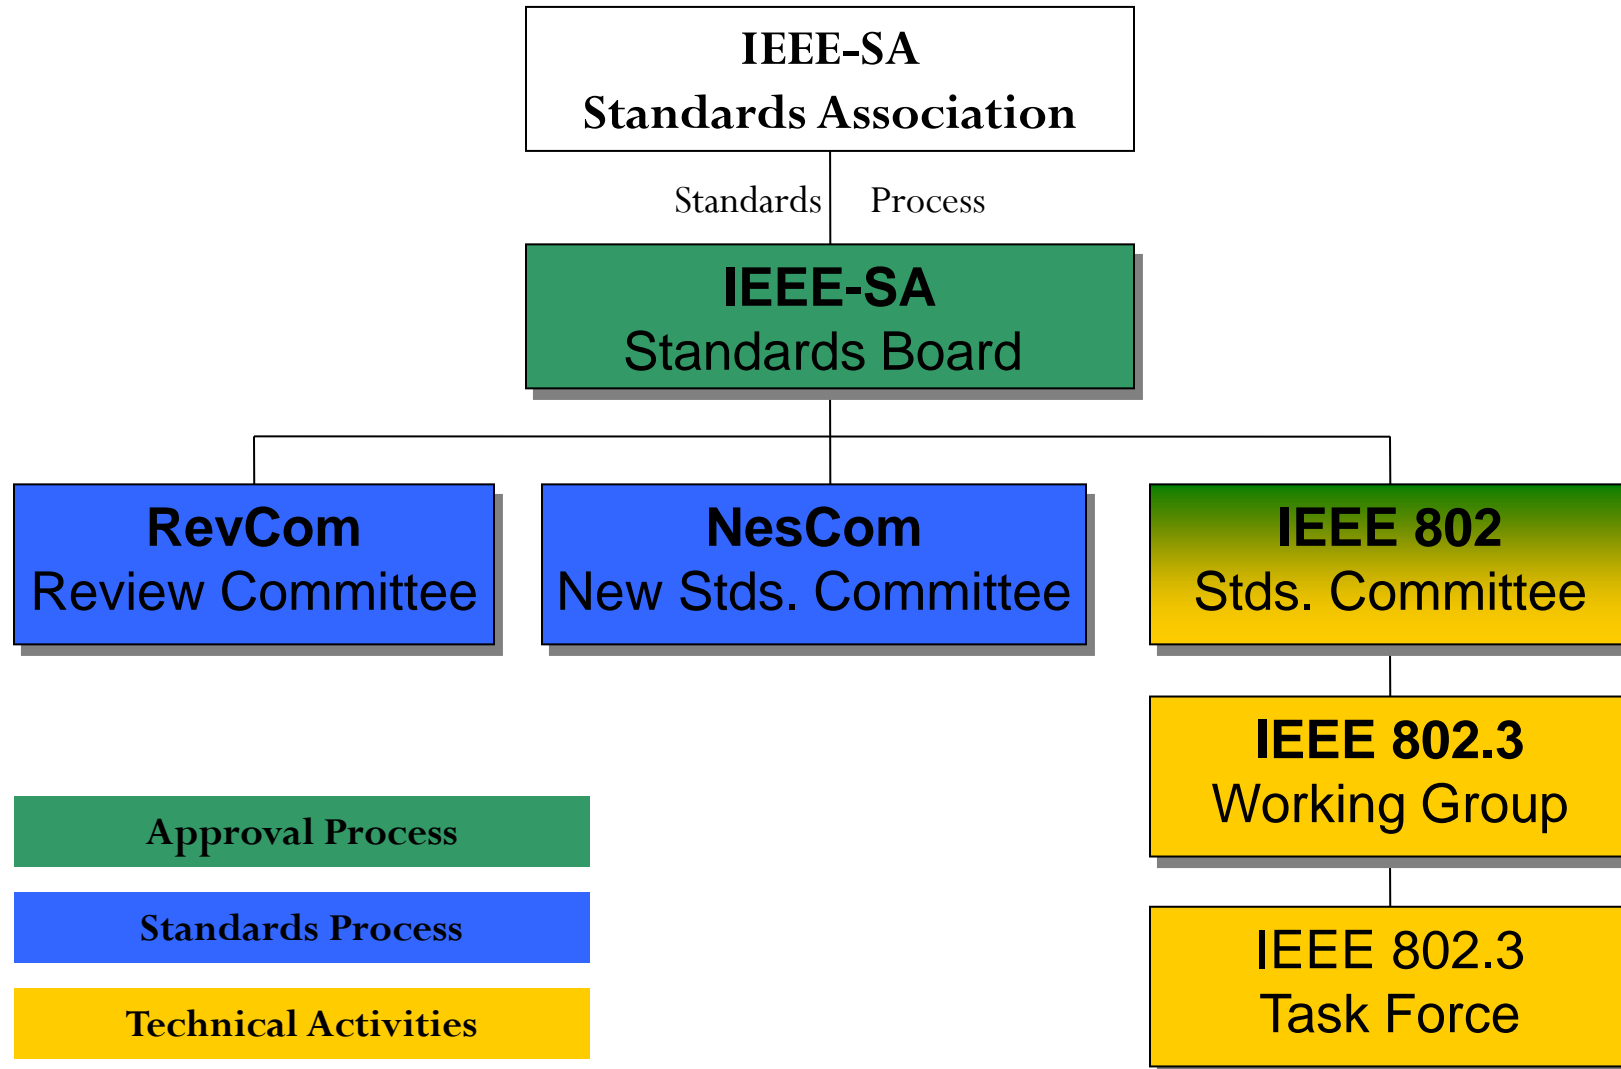 IEEE-SA
Standards Association
Standards Process
IEEE-SA
Standards Board
RevCom
Review Committee
NesCom
New Stds. Committee
IEEE 802
Stds. Committee
IEEE 802.3
Working Group
IEEE 802.3
Task Force
Approval Process
Standards Process
Technical Activities